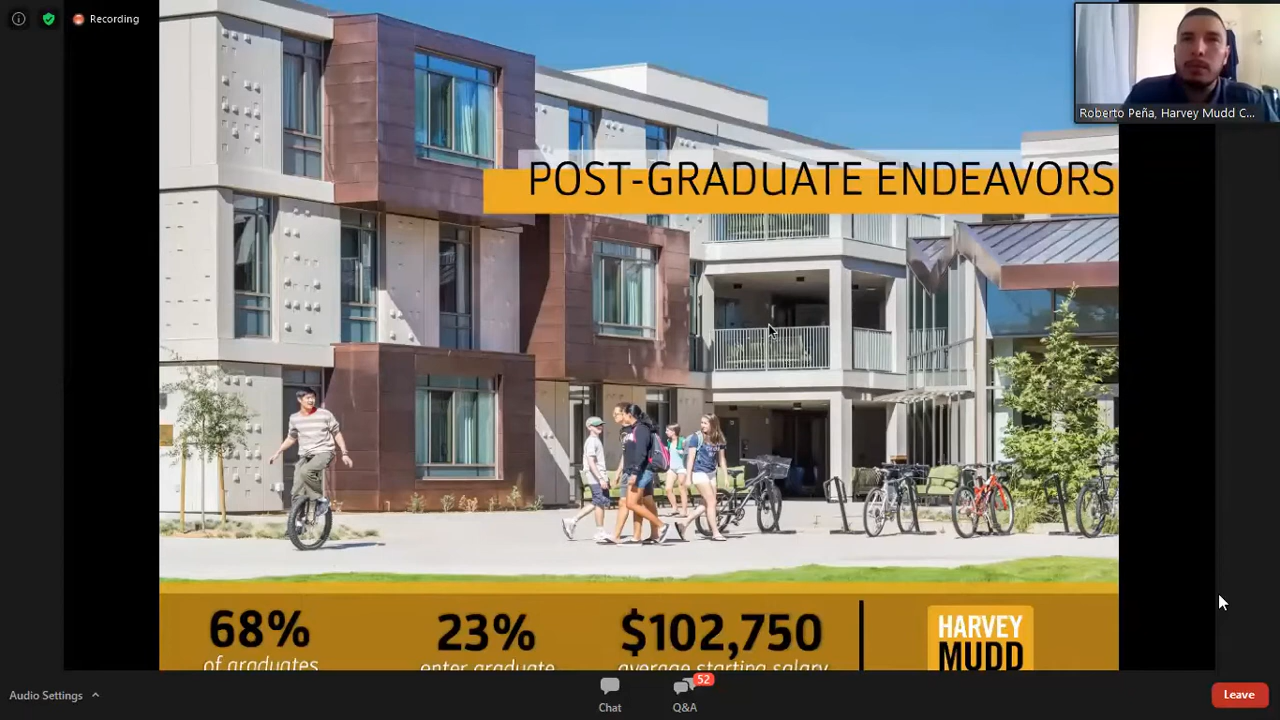 Recording
Roberto Peña, Harvey Mudd C...
POST-GRADUATE ENDEAVORS
68%
of graduates
23%
enter graduate
$102,750
average starting salary
HARVEY
MUDD
Audio Settings
Chat
52
Q&A
Leave